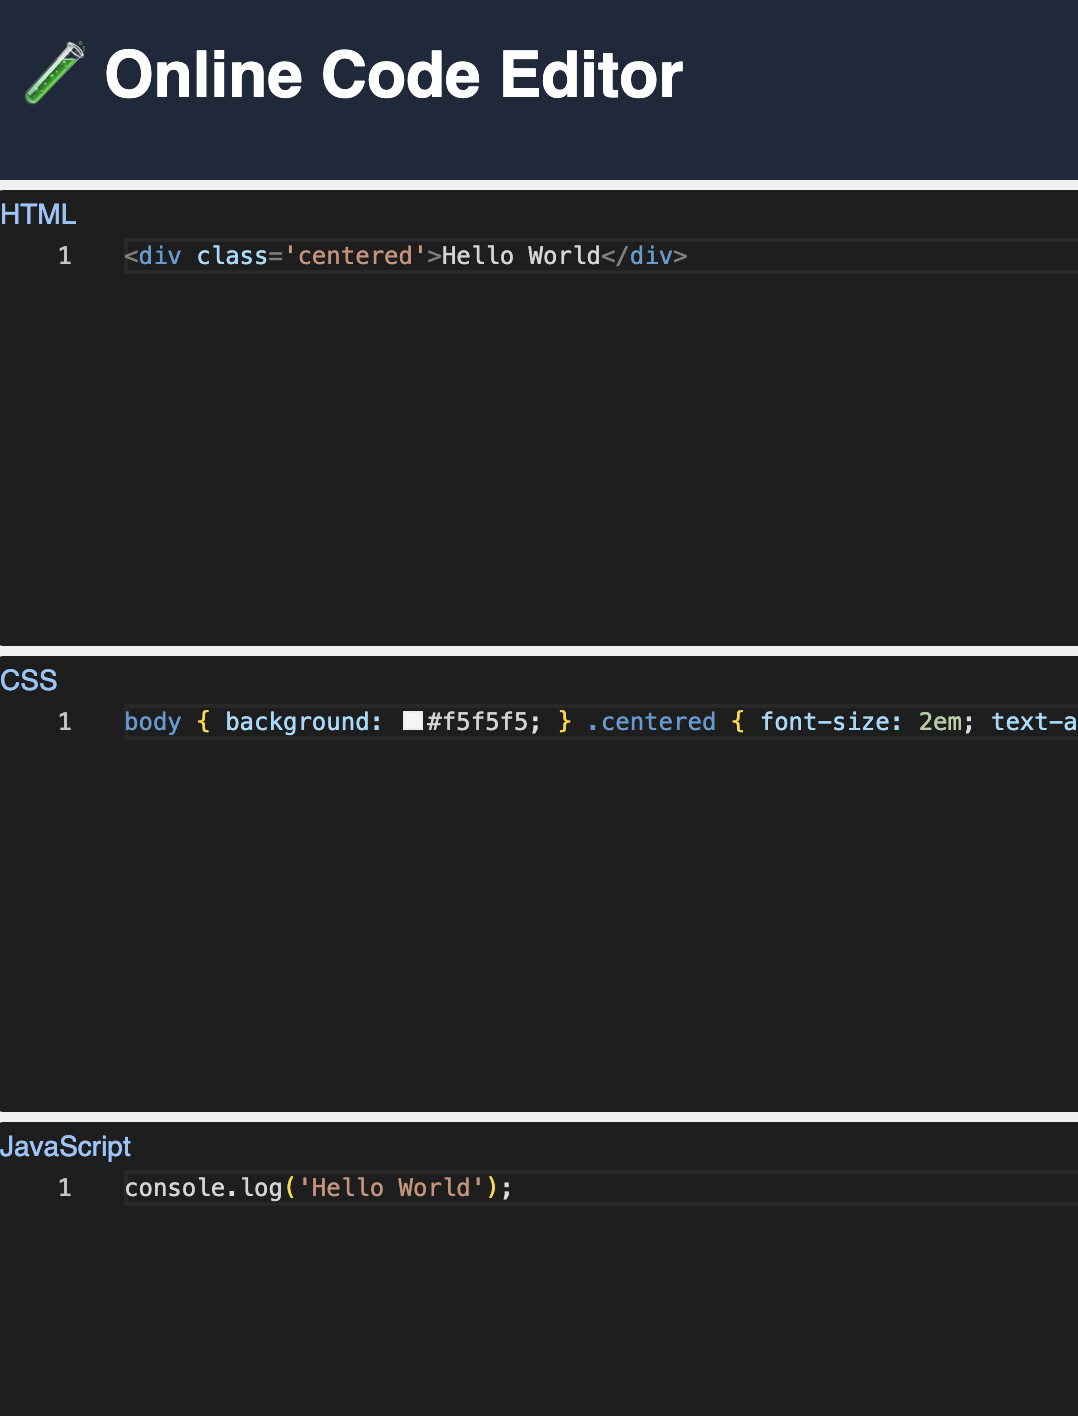 Online Code Editor
HTML
1 <div class='centered'>Hello World</div>
CSS
1 body { background: #f5f5f5; } .centered { font-size: 2em; text-a
JavaScript
1 console.log('Hello World');